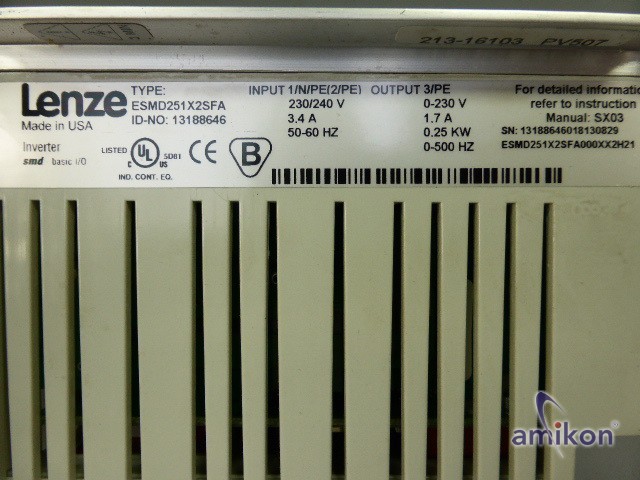 213-16103 PV507
Lenze
Made in USA
Inverter
smd basic I/O
TYPE:
ESMD251X2SFA
ID-NO: 13188646
LISTED
UL
C US
5D81
IND. CONT. EQ.
CE
B
INPUT 1/N/PE(2/PE)
230/240 V
3.4 A
50-60 HZ
OUTPUT 3/PE
0-230 V
1.7 A
0.25 KW
0-500 HZ
For detailed information
refer to instruction
Manual: SX03
SN: 13188646018130829
ESMD251X2SFA000XX2H21
amikon